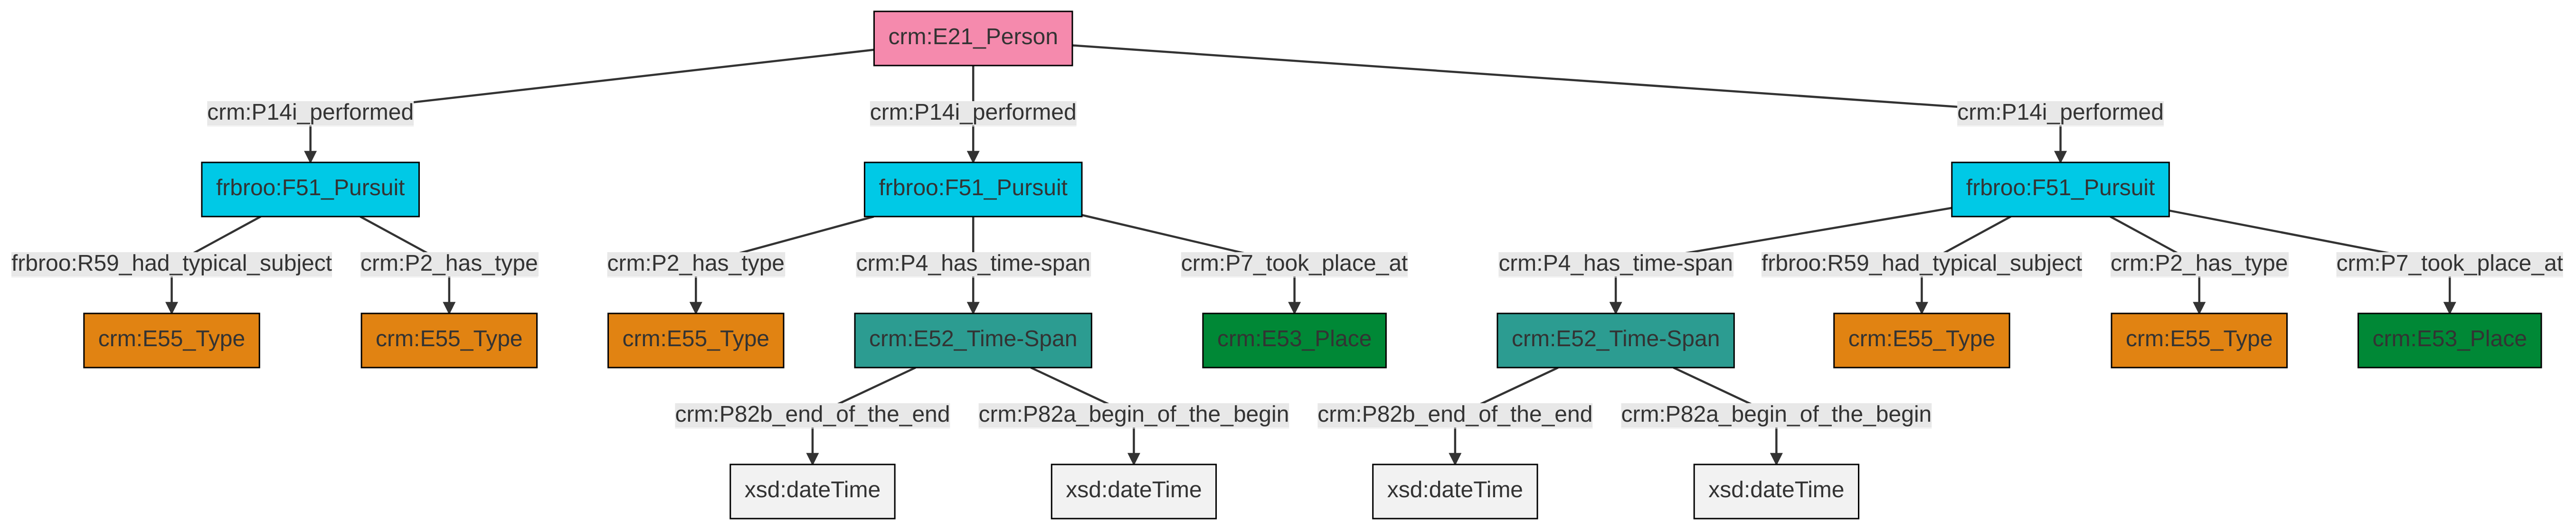 crm:E21_Person
crm:P14i_performed
crm:P14i_performed
crm:P14i_performed
frbroo:F51_Pursuit
frbroo:F51_Pursuit
frbroo:F51_Pursuit
frbroo:R59_had_typical_subject
crm:P2_has_type
crm:P2_has_type
crm:P4_has_time-span
crm:P7_took_place_at
crm:P4_has_time-span
frbroo:R59_had_typical_subject
crm:P2_has_type
crm:P7_took_place_at
crm:E55_Type
crm:E55_Type
crm:E55_Type
crm:E52_Time-Span
crm:E53_Place
crm:E52_Time-Span
crm:E55_Type
crm:E55_Type
crm:E53_Place
crm:P82b_end_of_the_end
crm:P82a_begin_of_the_begin
crm:P82b_end_of_the_end
crm:P82a_begin_of_the_begin
xsd:dateTime
xsd:dateTime
xsd:dateTime
xsd:dateTime